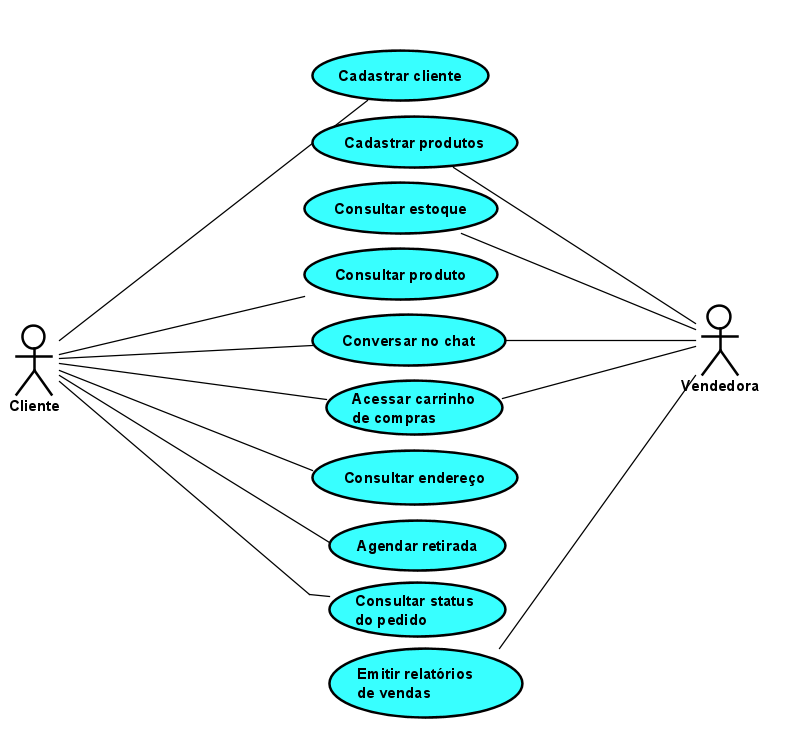 Cadastrar cliente
Cadastrar produtos
Consultar estoque
Consultar produto
Conversar no chat
Vendedora
Acessar carrinho
de compras
Cliente
Consultar endereço
Agendar retirada
Consultar status
do pedido
Emitir relatórios
de vendas